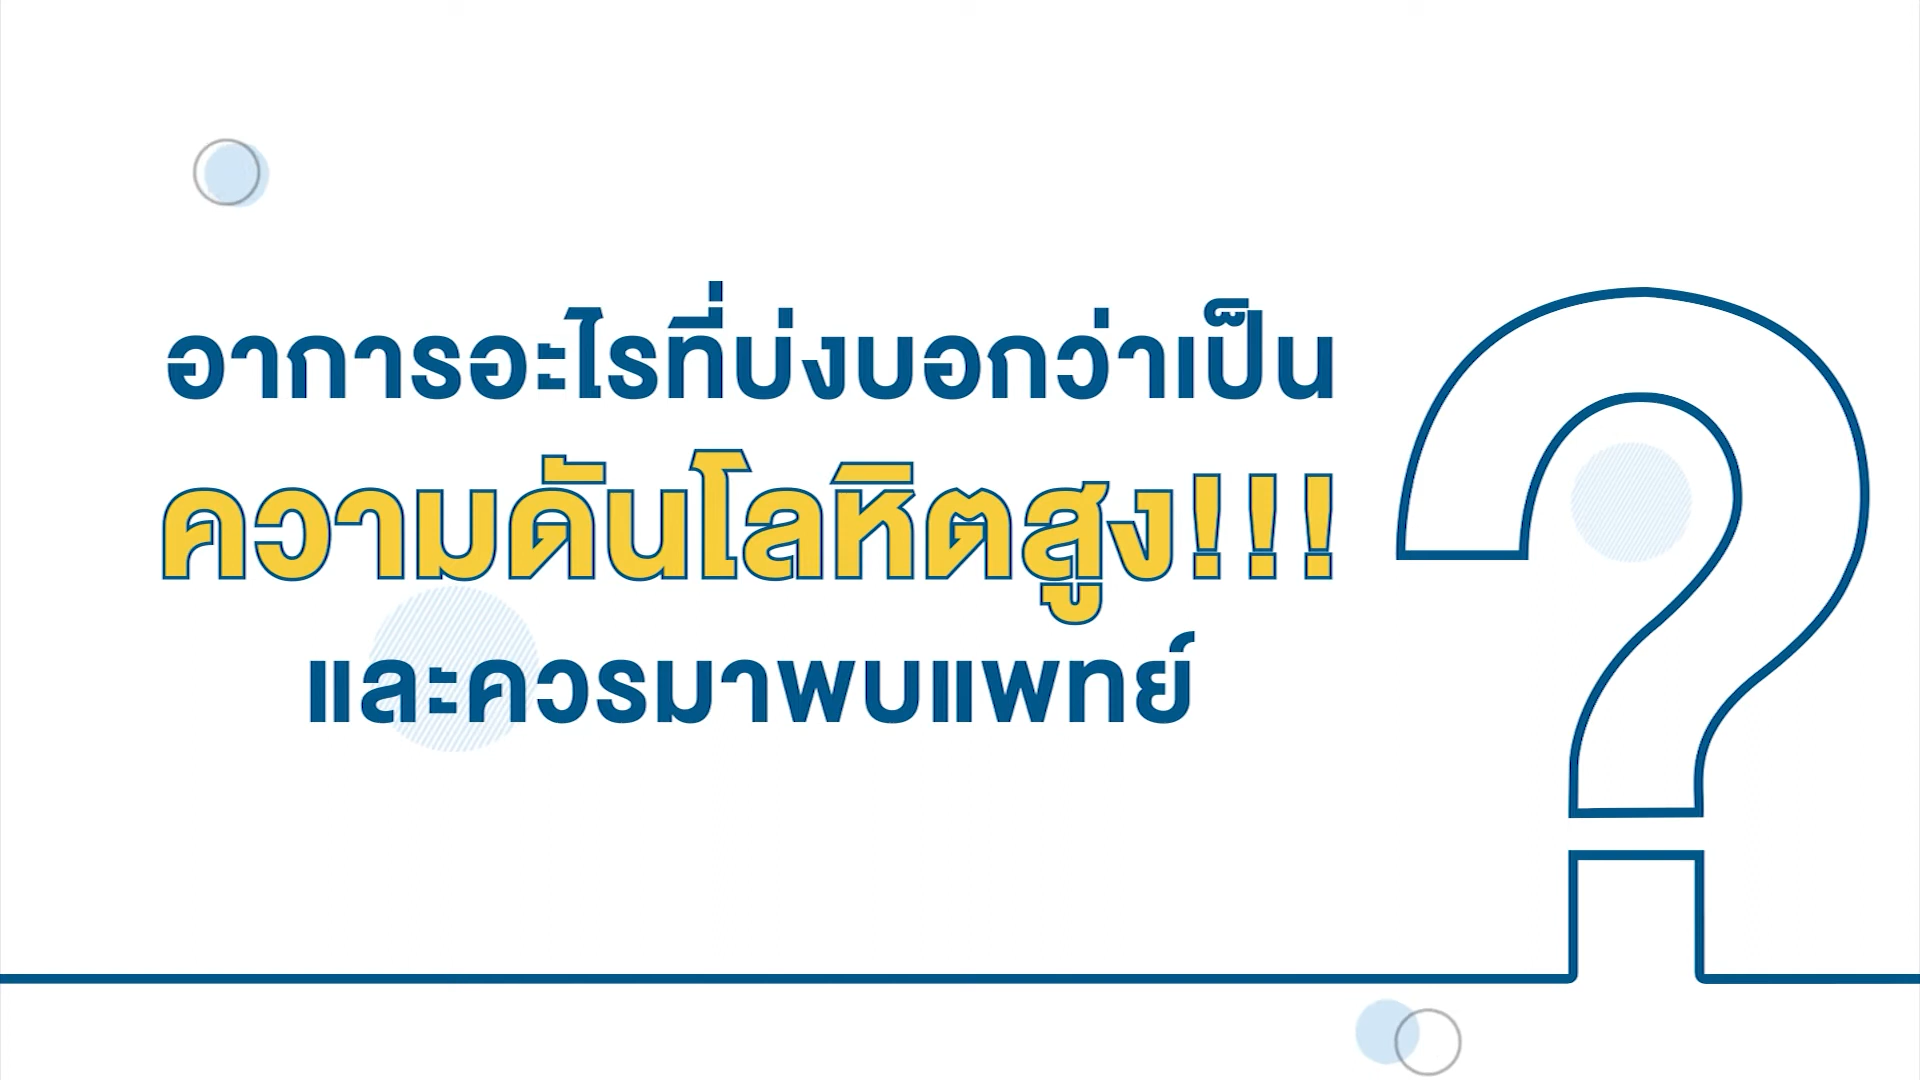 อาการอะไรที่บ่งบอกว่าเป็น
ความดันโลหิตสูง!!!
และควรมาพบแพทย์
?